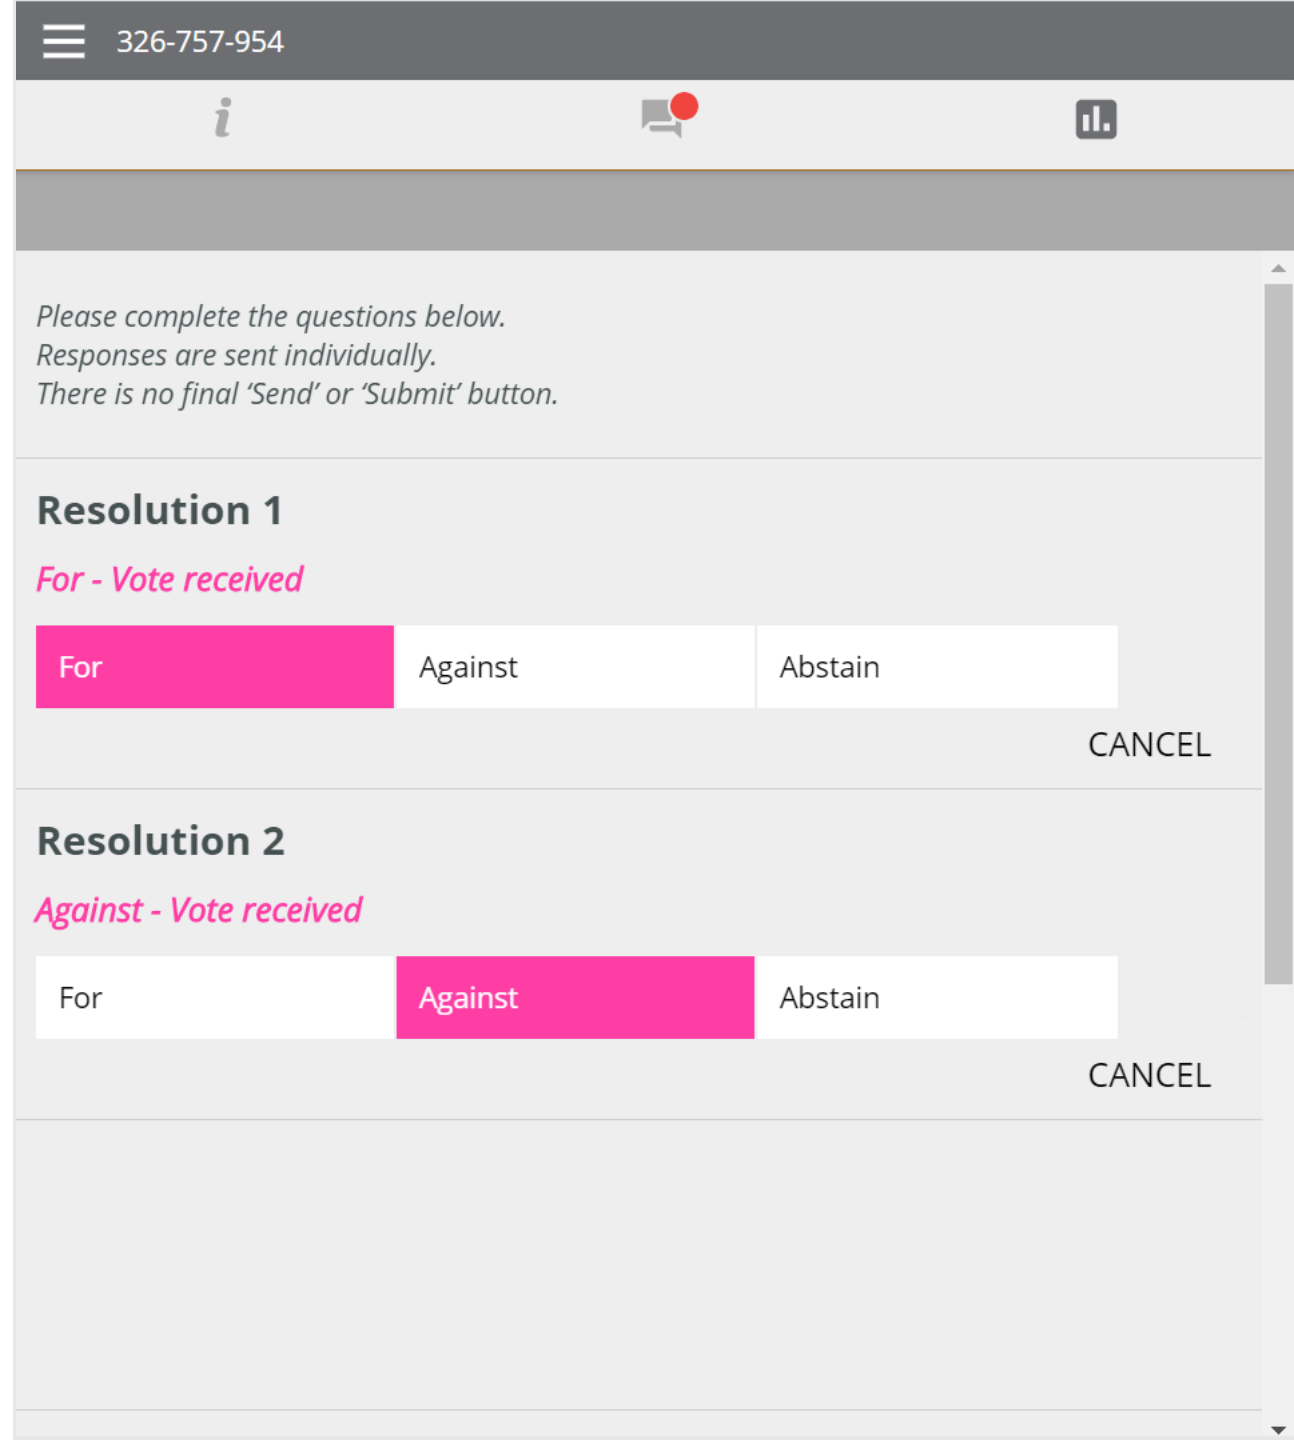 326-757-954
Please complete the questions below.
Responses are sent individually.
There is no final ‘Send’ or ‘Submit’ button.
Resolution 1
For - Vote received
For Against Abstain
CANCEL
Resolution 2
Against - Vote received
For Against Abstain
CANCEL